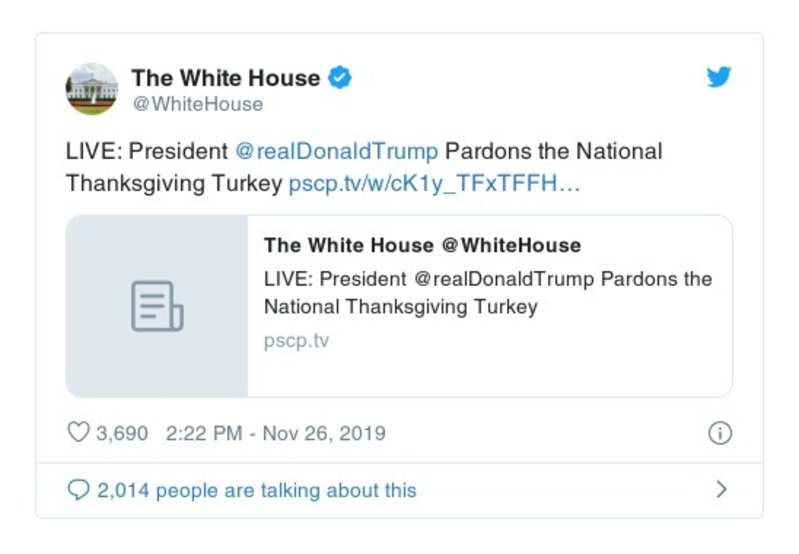 The White House
@WhiteHouse
LIVE: President @realDonaldTrump Pardons the National
Thanksgiving Turkey pscp.tv/w/cK1y_TFxTFFH…
The White House @WhiteHouse
LIVE: President @realDonaldTrump Pardons the
National Thanksgiving Turkey
pscp.tv
3,690 2:22 PM - Nov 26, 2019
2,014 people are talking about this